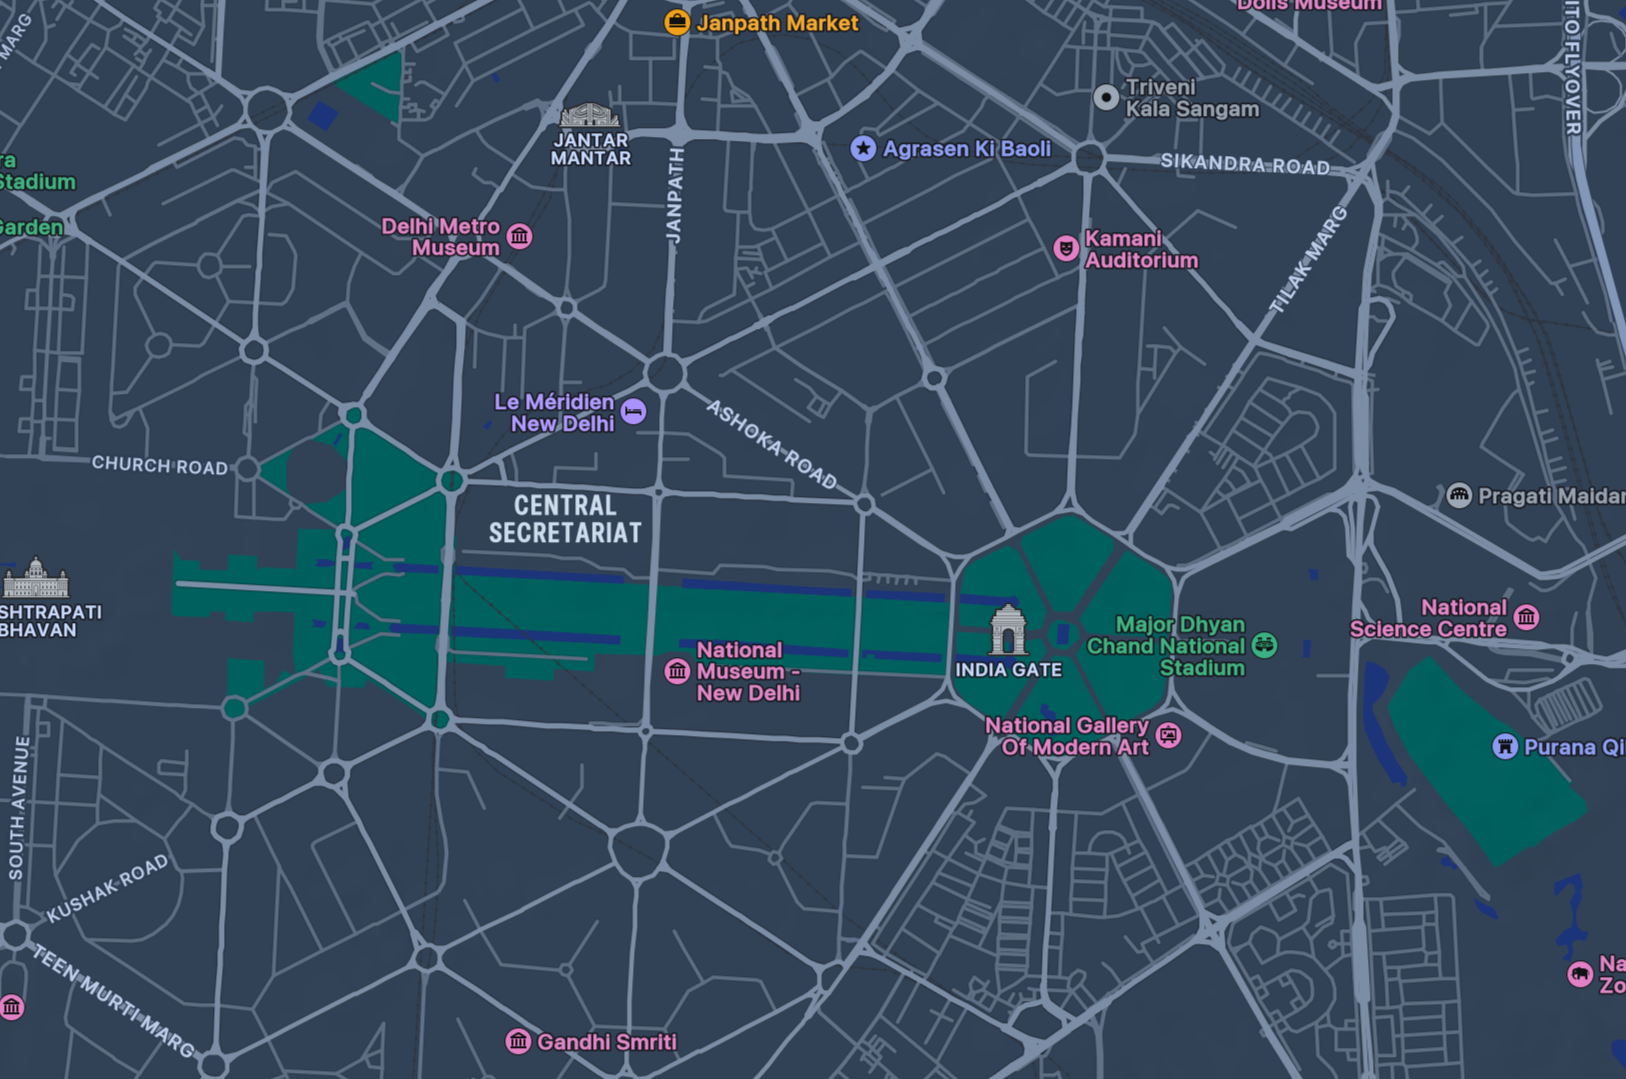 Dolls Museum
Janpath Market
MARG
ITO FLYOVER
Triveni
Kala Sangam
JANTAR
MANTAR
Agrasen Ki Baoli
SIKANDRA ROAD
ra
Stadium
JANPATH
Garden
Delhi Metro
Museum
Kamani
Auditorium
TILAK MARG
Le Méridien
New Delhi
ASHOKA ROAD
CHURCH ROAD
CENTRAL
SECRETARIAT
Pragati Maidan
SHTRAPATI
BHAVAN
National
Science Centre
Major Dhyan
Chand National
Stadium
National
Museum -
New Delhi
INDIA GATE
National Gallery
Of Modern Art
Purana Qi
SOUTH AVENUE
KUSHAK ROAD
TEEN MURTI MARG
Na
Zo
Gandhi Smriti